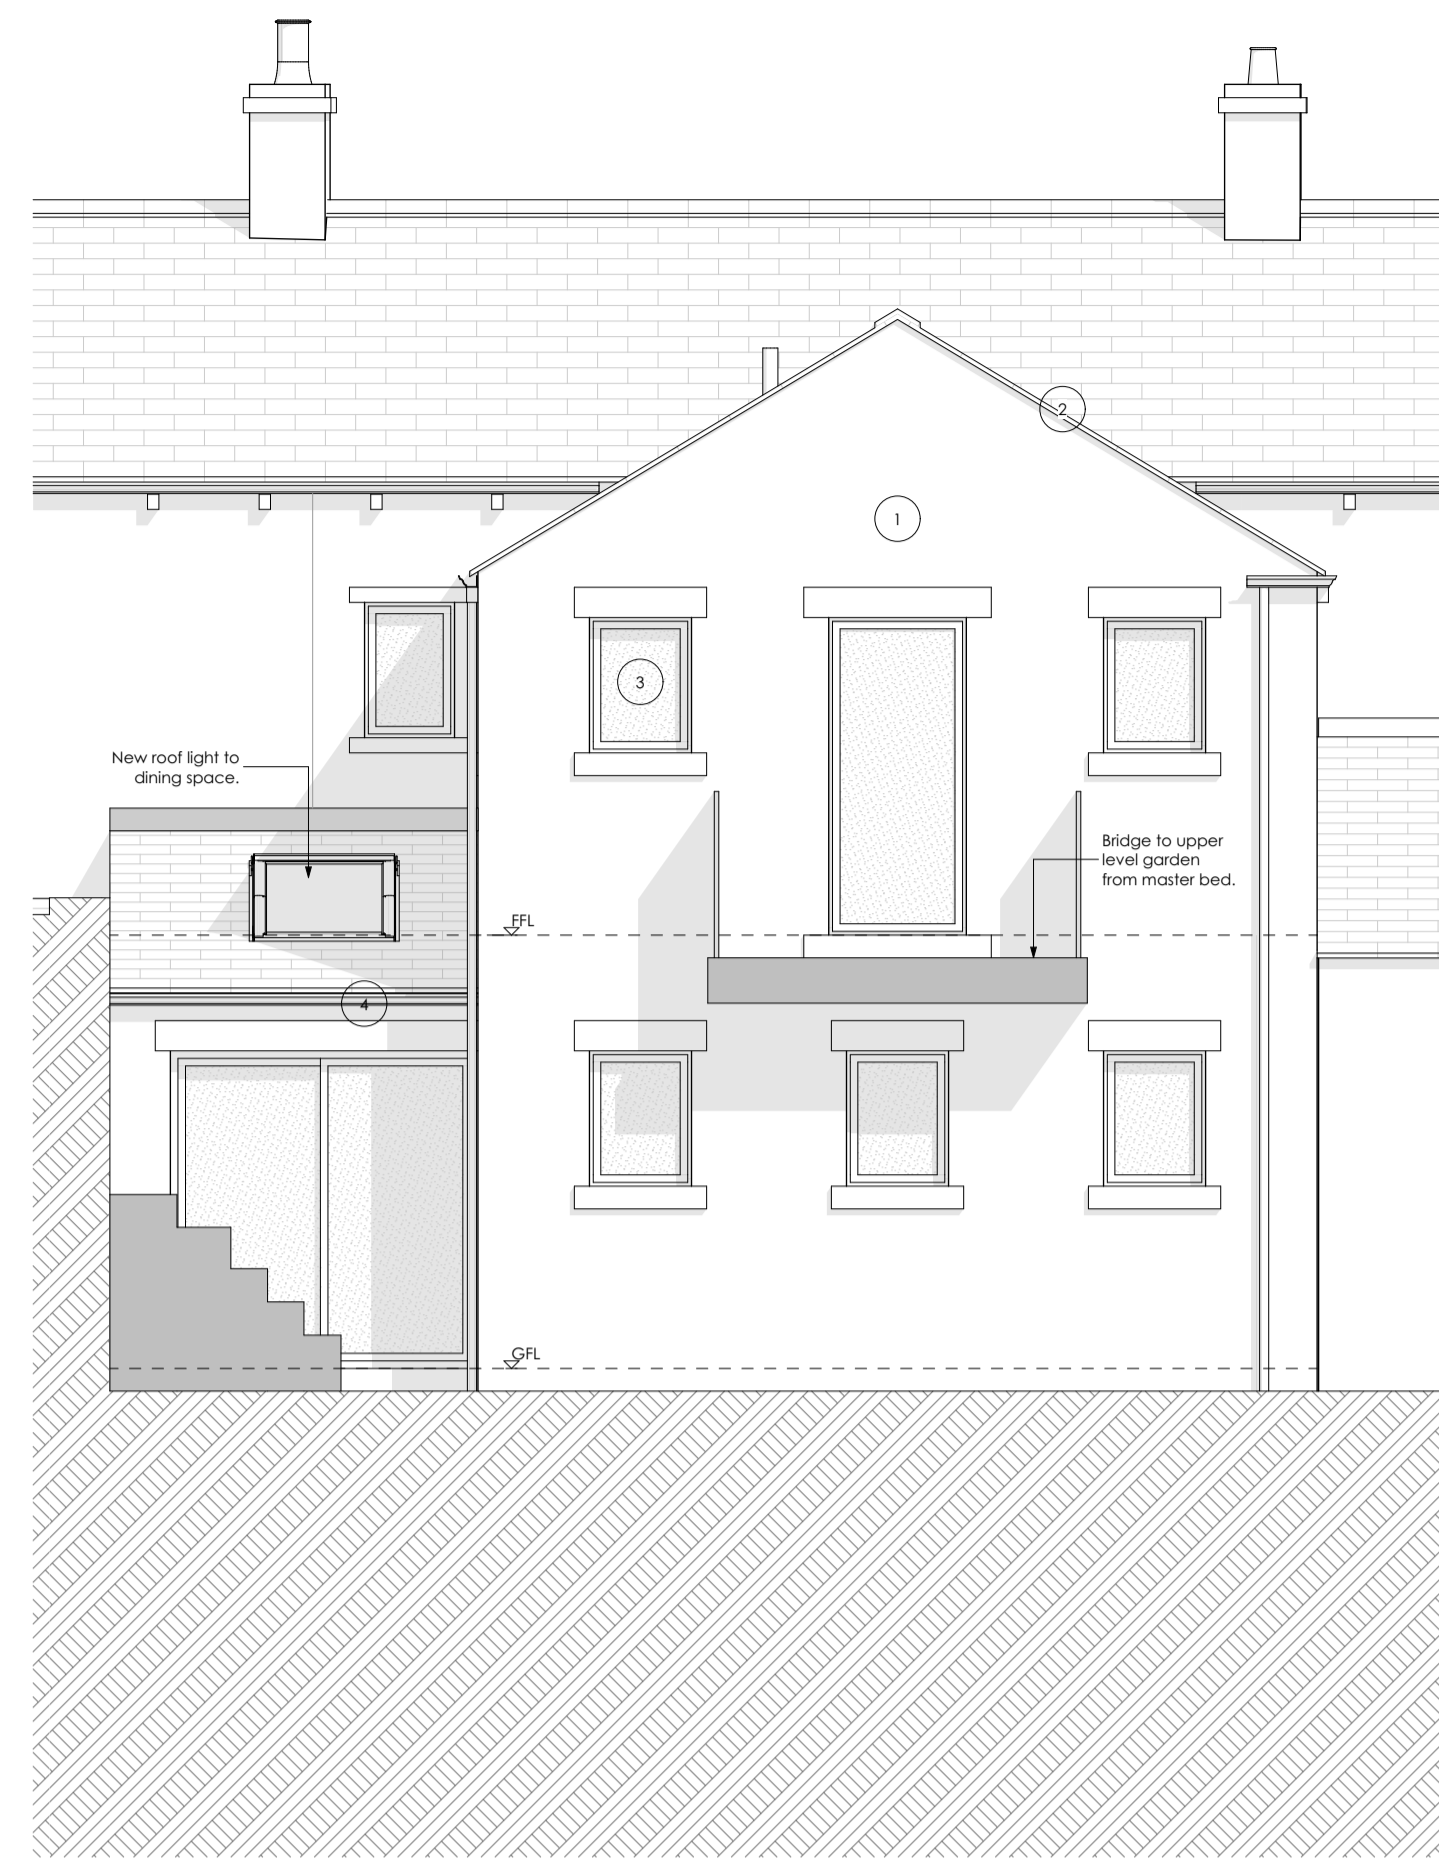 2
1
3
New roof light to
dining space.
Bridge to upper
level garden
from master bed.
FFL
4
GFL